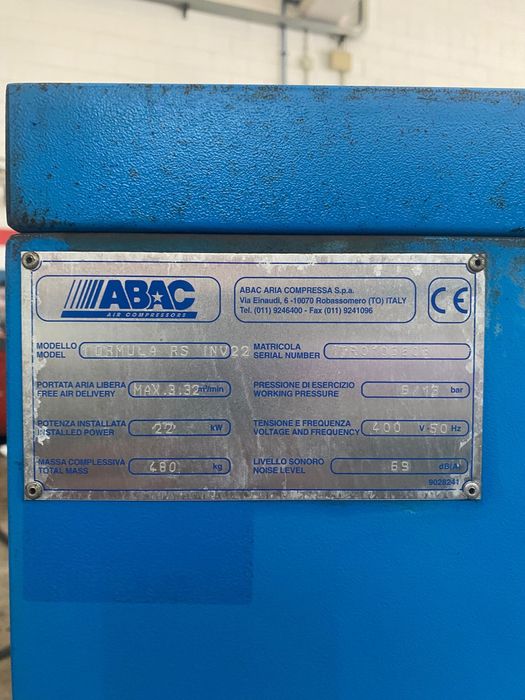 ABAC
AIR COMPRESSORS
ABAC ARIA COMPRESSA S.p.a.
Via Einaudi, 6 -10070 Robassomero (TO) ITALY
Tel. (011) 9246400 - Fax (011) 9241096
CE
MODELLO
MODEL
FORMULA RS INV22
MATRICOLA
SERIAL NUMBER
PORTATA ARIA LIBERA
FREE AIR DELIVERY
MAX.3.32 m³/min
PRESSIONE DI ESERCIZIO
WORKING PRESSURE
bar
POTENZA INSTALLATA
INSTALLED POWER
22 kW
TENSIONE E FREQUENZA
VOLTAGE AND FREQUENCY
400 V-50 Hz
MASSA COMPLESSIVA
TOTAL MASS
480 kg
LIVELLO SONORO
NOISE LEVEL
69 dB(A)
9028241